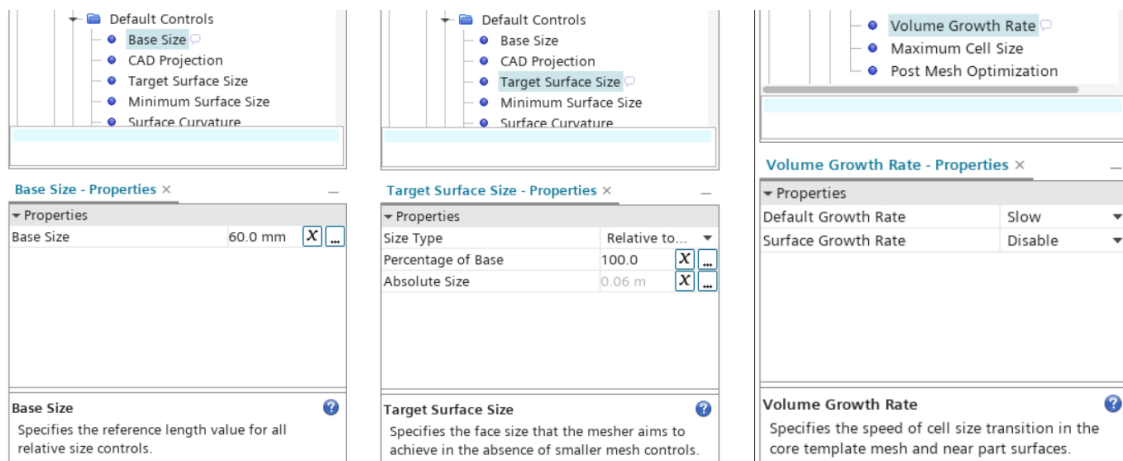 Default Controls
Base Size
CAD Projection
Target Surface Size
Minimum Surface Size
Surface Curvature
Base Size - Properties ×
Properties
Base Size 60.0 mm X ...
Base Size ?
Specifies the reference length value for all
relative size controls.
Default Controls
Base Size
CAD Projection
Target Surface Size
Minimum Surface Size
Surface Curvature
Target Surface Size - Properties ×
Properties
Size Type Relative to...
Percentage of Base 100.0 X ...
Absolute Size 0.06 m X ...
Target Surface Size ?
Specifies the face size that the mesher aims to
achieve in the absence of smaller mesh controls.
Volume Growth Rate
Maximum Cell Size
Post Mesh Optimization
Volume Growth Rate - Properties ×
Properties
Default Growth Rate Slow
Surface Growth Rate Disable
Volume Growth Rate ?
Specifies the speed of cell size transition in the
core template mesh and near part surfaces.